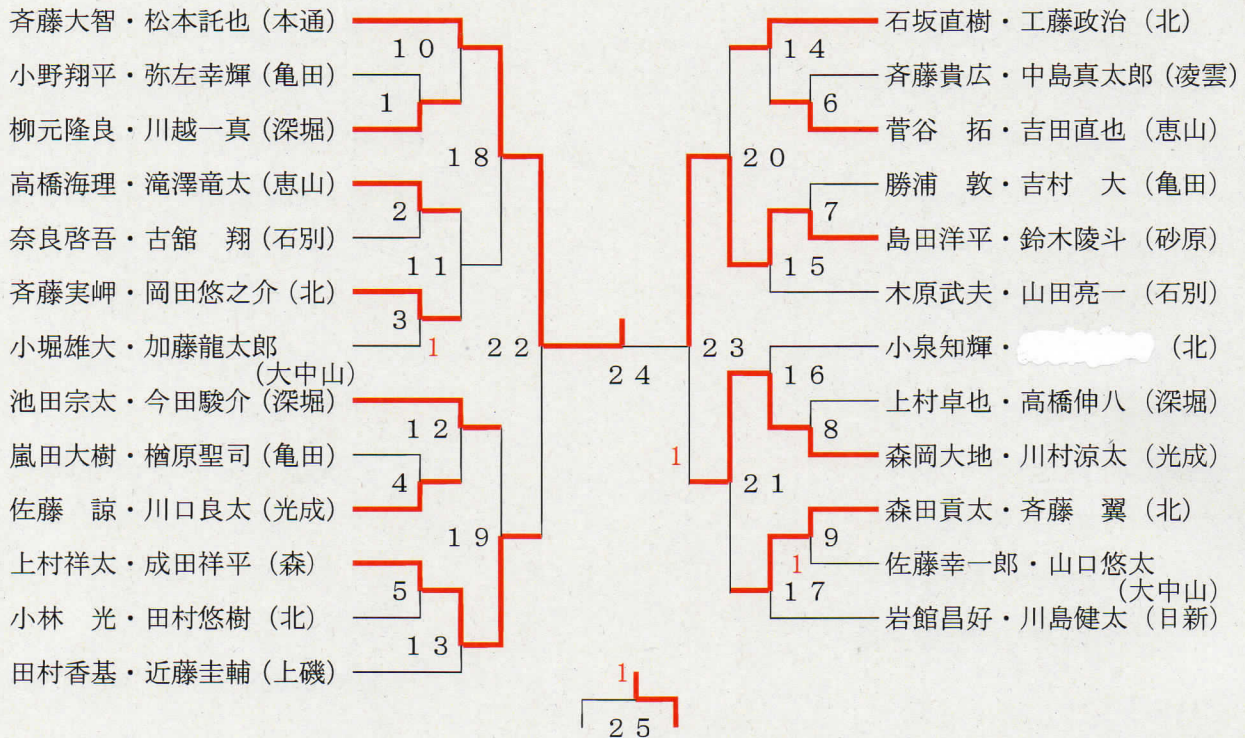 斉藤大智・松本託也（本通）
10
小野翔平・弥左幸輝（亀田）
1
柳元隆良・川越一真（深堀）
18
高橋海理・滝澤竜太（恵山）
2
奈良啓吾・古舘　翔（石別）
11
斉藤実岬・岡田悠之介（北）
3
小堀雄大・加藤龍太郎
（大中山）
1
22
池田宗太・今田駿介（深堀）
12
嵐田大樹・楢原聖司（亀田）
4
佐藤　諒・川口良太（光成）
19
上村祥太・成田祥平（森）
5
小林　光・田村悠樹（北）
13
田村香基・近藤圭輔（上磯）
24
1
25
石坂直樹・工藤政治（北）
14
斉藤貴広・中島真太郎（凌雲）
6
菅谷　拓・吉田直也（恵山）
20
勝浦　敦・吉村　大（亀田）
7
島田洋平・鈴木陵斗（砂原）
15
木原武夫・山田亮一（石別）
23
小泉知輝・（北）
16
上村卓也・高橋伸八（深堀）
8
森岡大地・川村涼太（光成）
1
21
森田貢太・斉藤　翼（北）
9
佐藤幸一郎・山口悠太
（大中山）
1
17
岩館昌好・川島健太（日新）